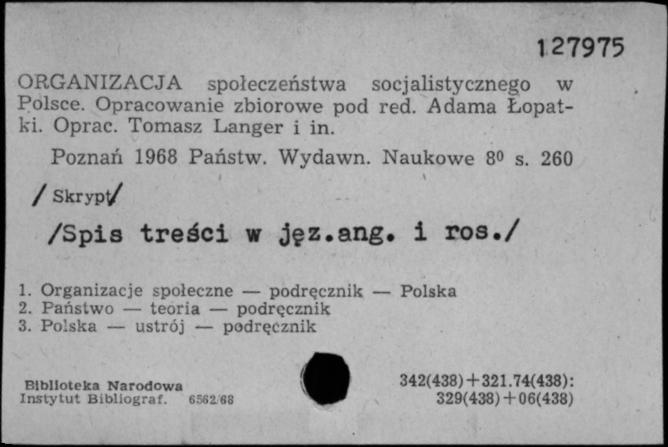 127975
ORGANIZACJA społeczeństwa socjalistycznego w
Polsce. Opracowanie zbiorowe pod red. Adama Łopat-
ki. Oprac. Tomasz Langer i in.
Poznań 1968 Państw. Wydawn. Naukowe 8⁰ s. 260
/Skrypt/
/Spis treści w jęz.ang. i ros./
1. Organizacje społeczne — podręcznik — Polska
2. Państwo — teoria — podręcznik
3. Polska — ustrój — podręcznik
Biblioteka Narodowa
Instytut Bibliograf. 6562/68
342(438)+321.74(438):
329(438)+06(438)